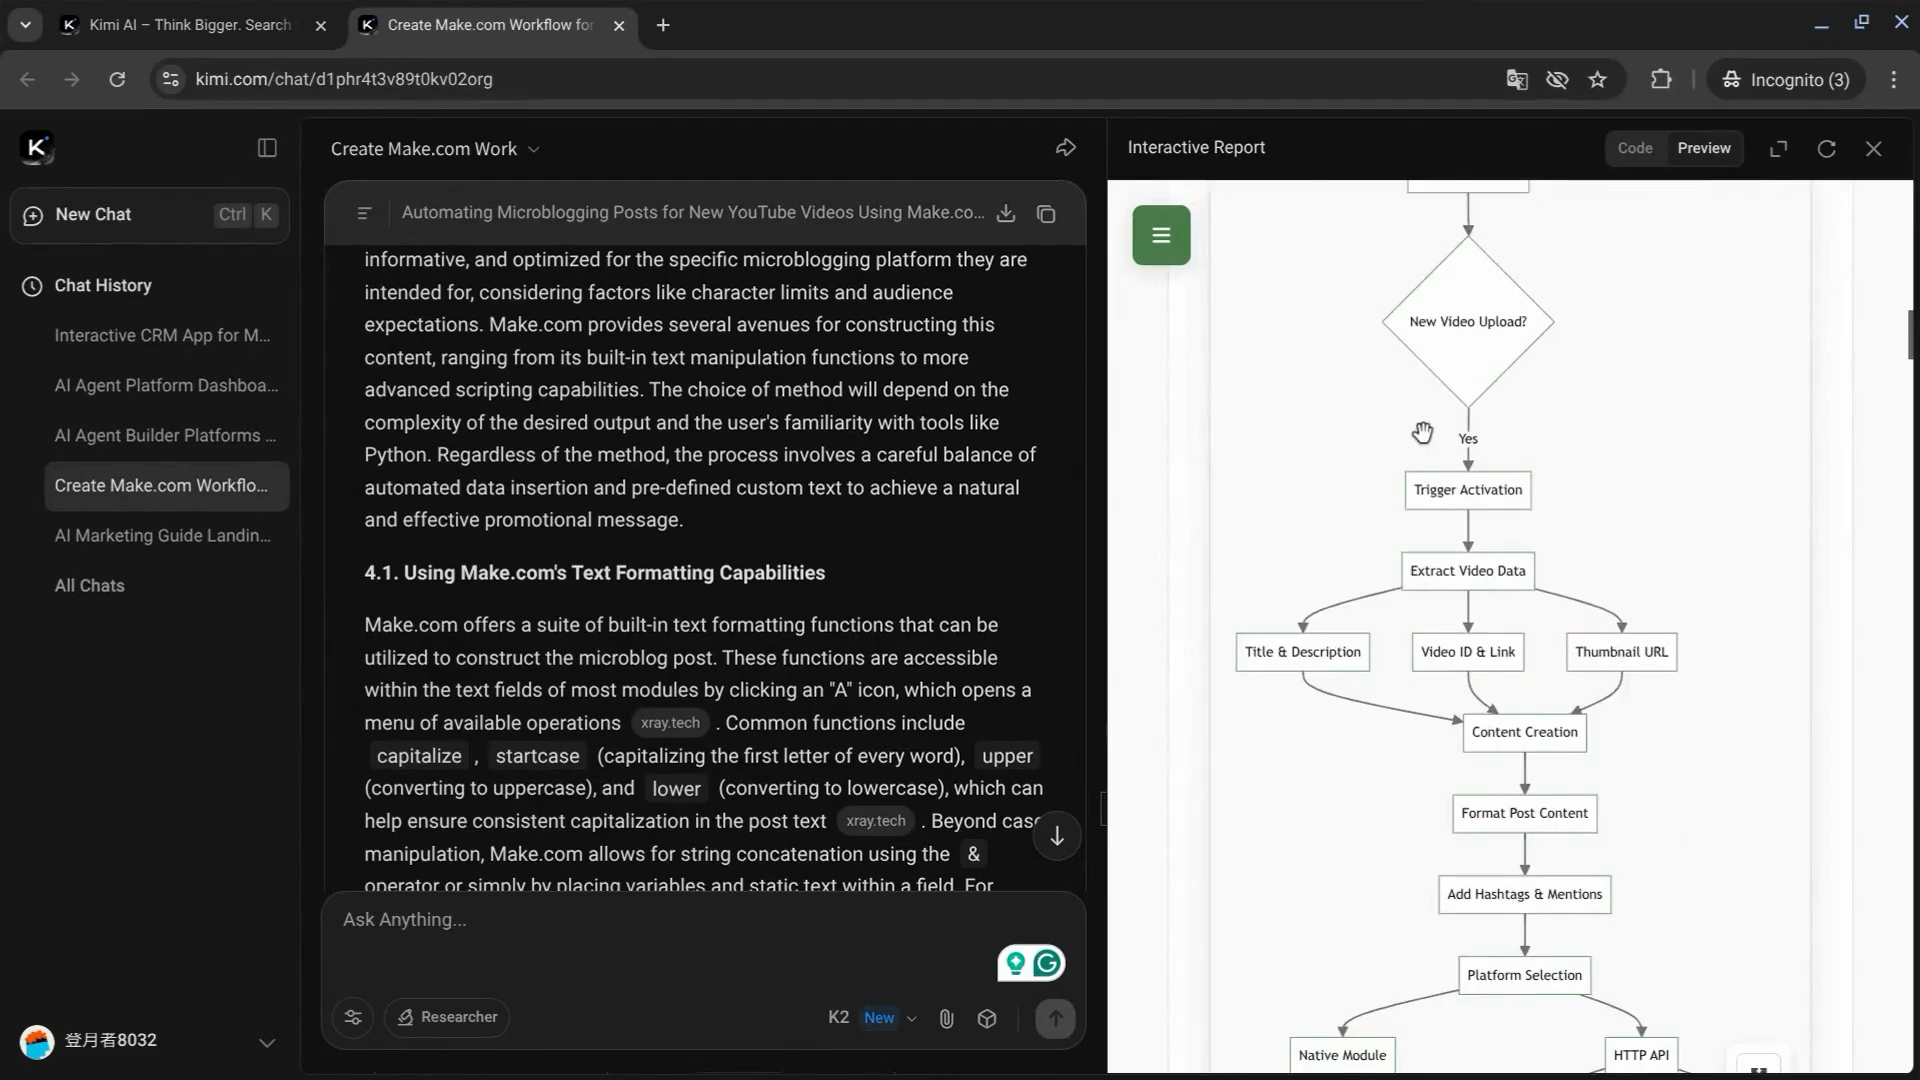 Kimi AI – Think Bigger. Search
Create Make.com Workflow for
kimi.com/chat/d1phr4t3v89t0kv02org
Incognito (3)
K
New Chat
Ctrl K
Chat History
Interactive CRM App for M...
AI Agent Platform Dashboa...
AI Agent Builder Platforms ...
Create Make.com Workflo...
AI Marketing Guide Landin...
All Chats
登月者8032
Create Make.com Work
Automating Microblogging Posts for New YouTube Videos Using Make.co...
informative, and optimized for the specific microblogging platform they are
intended for, considering factors like character limits and audience
expectations. Make.com provides several avenues for constructing this
content, ranging from its built-in text manipulation functions to more
advanced scripting capabilities. The choice of method will depend on the
complexity of the desired output and the user's familiarity with tools like
Python. Regardless of the method, the process involves a careful balance of
automated data insertion and pre-defined custom text to achieve a natural
and effective promotional message.
4.1. Using Make.com's Text Formatting Capabilities
Make.com offers a suite of built-in text formatting functions that can be
utilized to construct the microblog post. These functions are accessible
within the text fields of most modules by clicking an "A" icon, which opens a
menu of available operations xray.tech . Common functions include
capitalize , startcase (capitalizing the first letter of every word), upper
(converting to uppercase), and lower (converting to lowercase), which can
help ensure consistent capitalization in the post text xray.tech . Beyond case
manipulation, Make.com allows for string concatenation using the &
operator or simply by placing variables and static text within a field. For
Ask Anything...
Researcher
K2 New
Interactive Report
Code Preview
New Video Upload?
Yes
Trigger Activation
Extract Video Data
Title & Description
Video ID & Link
Thumbnail URL
Content Creation
Format Post Content
Add Hashtags & Mentions
Platform Selection
Native Module
HTTP API